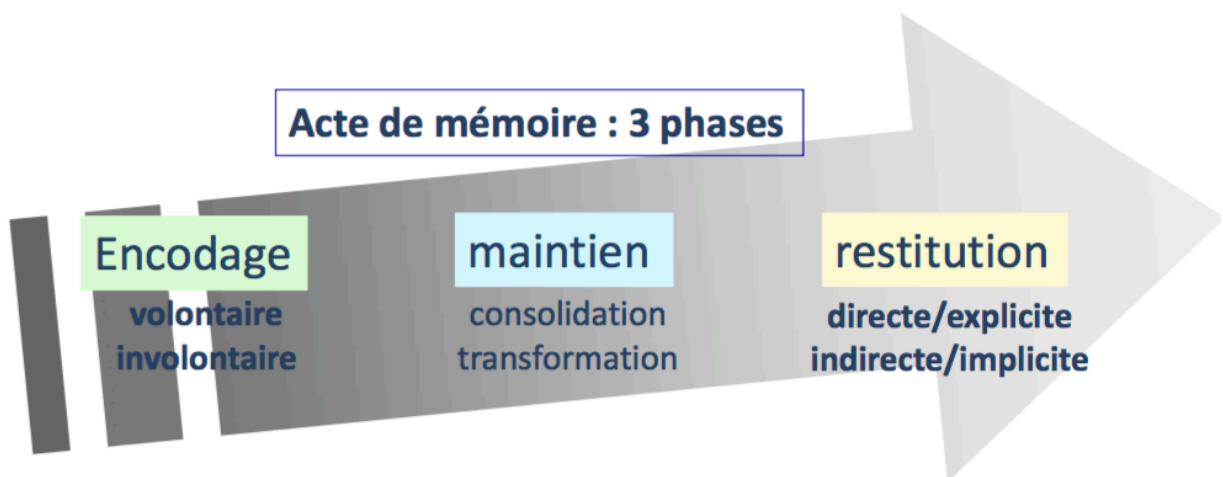 Acte de mémoire : 3 phases
Encodage
volontaire
involontaire
maintien
consolidation
transformation
restitution
directe/explicite
indirecte/implicite